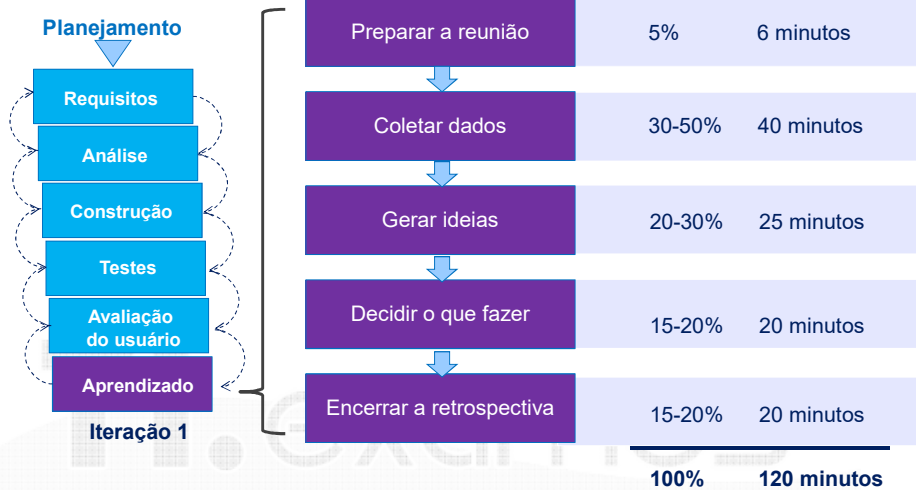 Planejamento
Requisitos
Análise
Construção
Testes
Avaliação
do usuário
Aprendizado
Iteração 1
Preparar a reunião 5% 6 minutos
Coletar dados 30-50% 40 minutos
Gerar ideias 20-30% 25 minutos
Decidir o que fazer 15-20% 20 minutos
Encerrar a retrospectiva 15-20% 20 minutos
100% 120 minutos